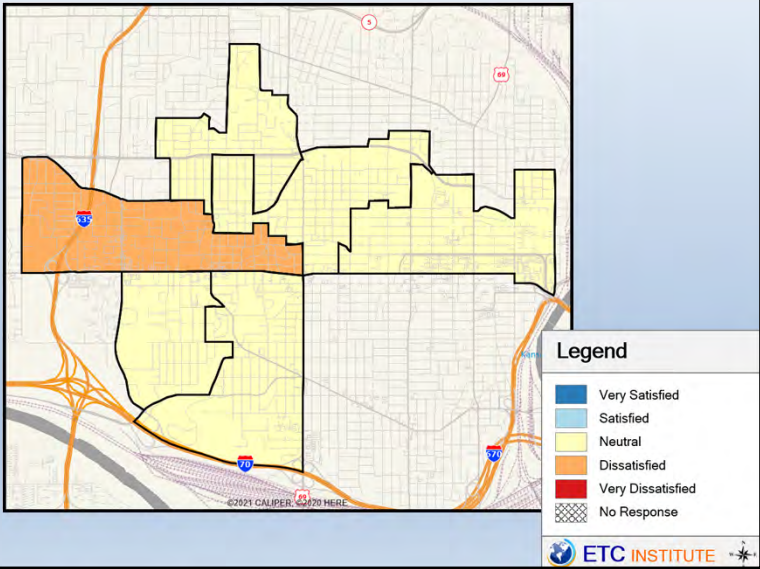 5
69
635
Legend
Very Satisfied
Satisfied
Neutral
Dissatisfied
Very Dissatisfied
No Response
70
670
69
©2021 CALIPER; ©2020 HERE
ETC INSTITUTE